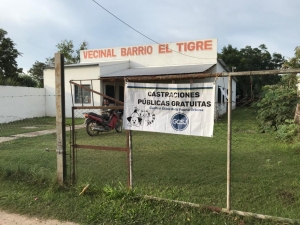 VECINAL BARRIO EL TIGRE
CASTRACIONES
PÚBLICAS GRATUITAS